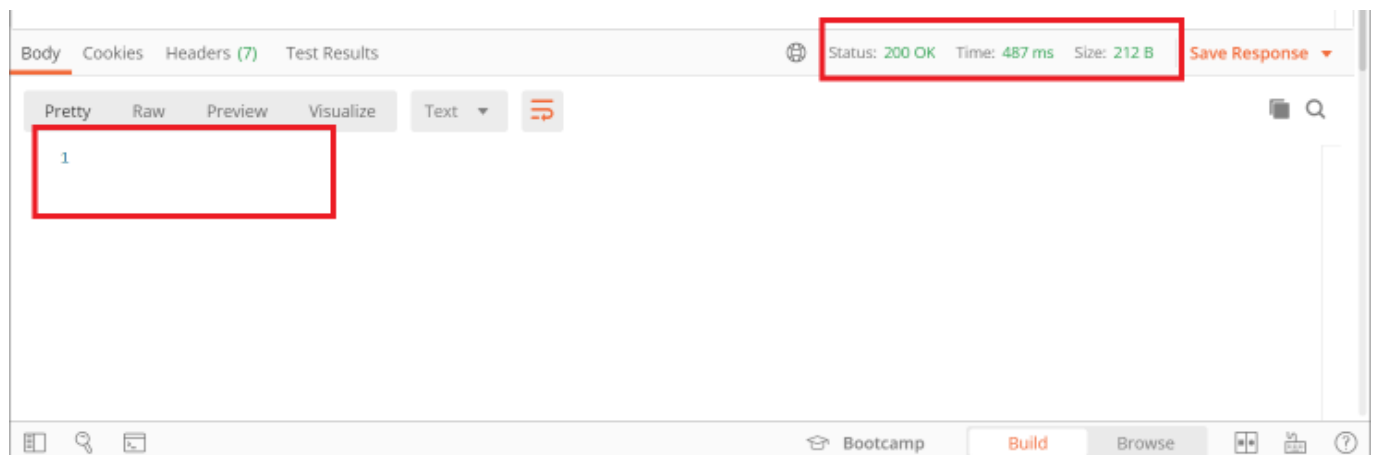 Body Cookies Headers (7) Test Results Status: 200 OK Time: 487 ms Size: 212 B Save Response
Pretty Raw Preview Visualize Text
1
Bootcamp Build Browse